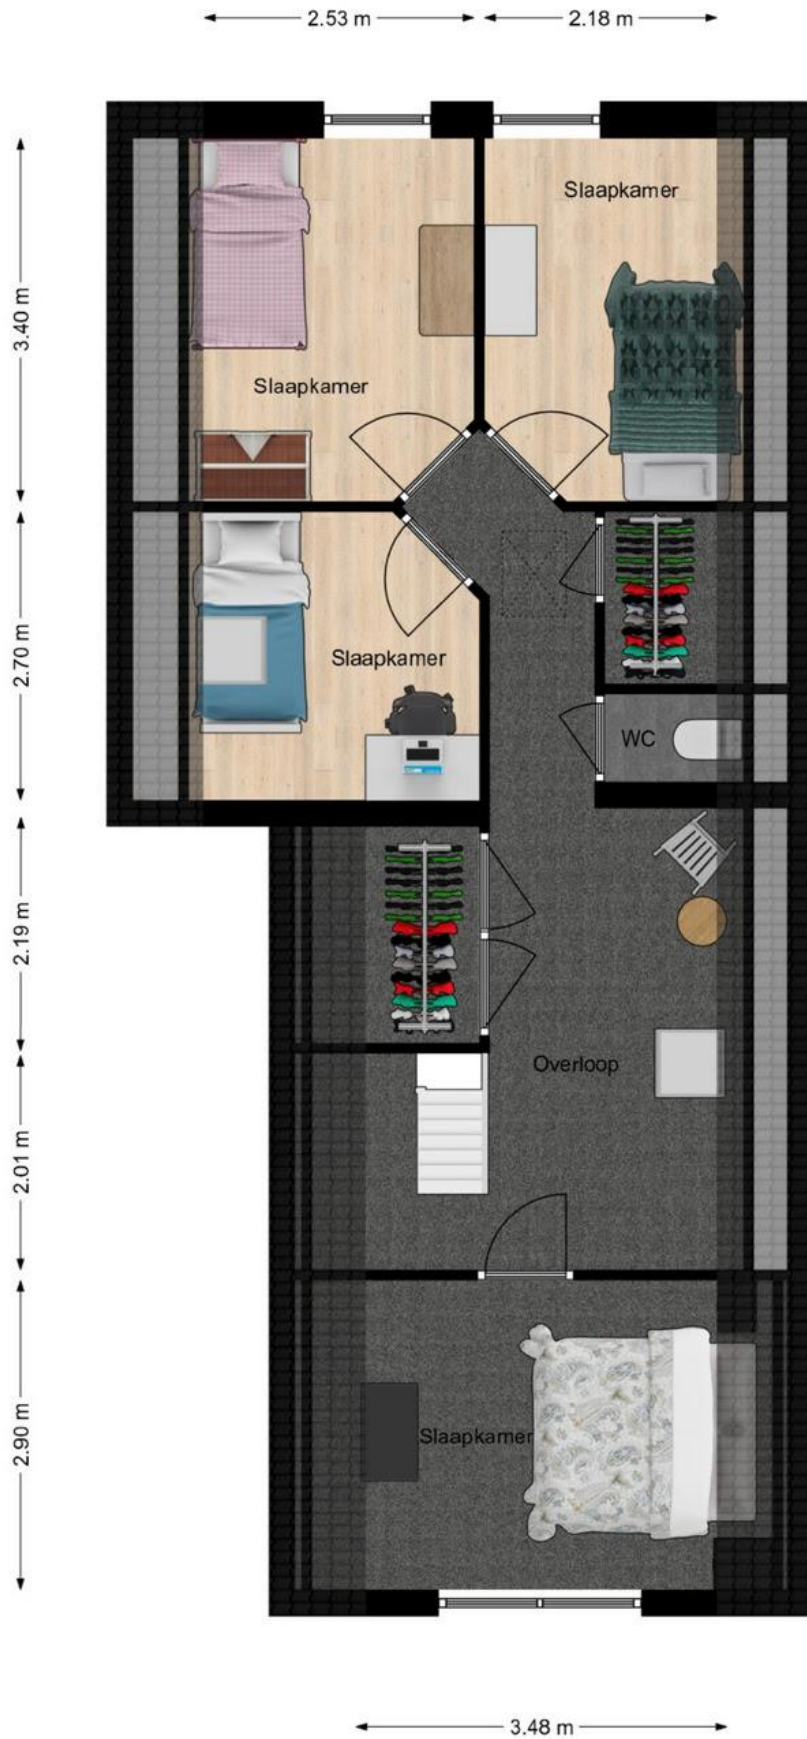 2.53 m
2.18 m
Slaapkamer
3.40 m
Slaapkamer
2.70 m
Slaapkamer
WC
2.19 m
Overloop
2.01 m
Slaapkamer
2.90 m
3.48 m